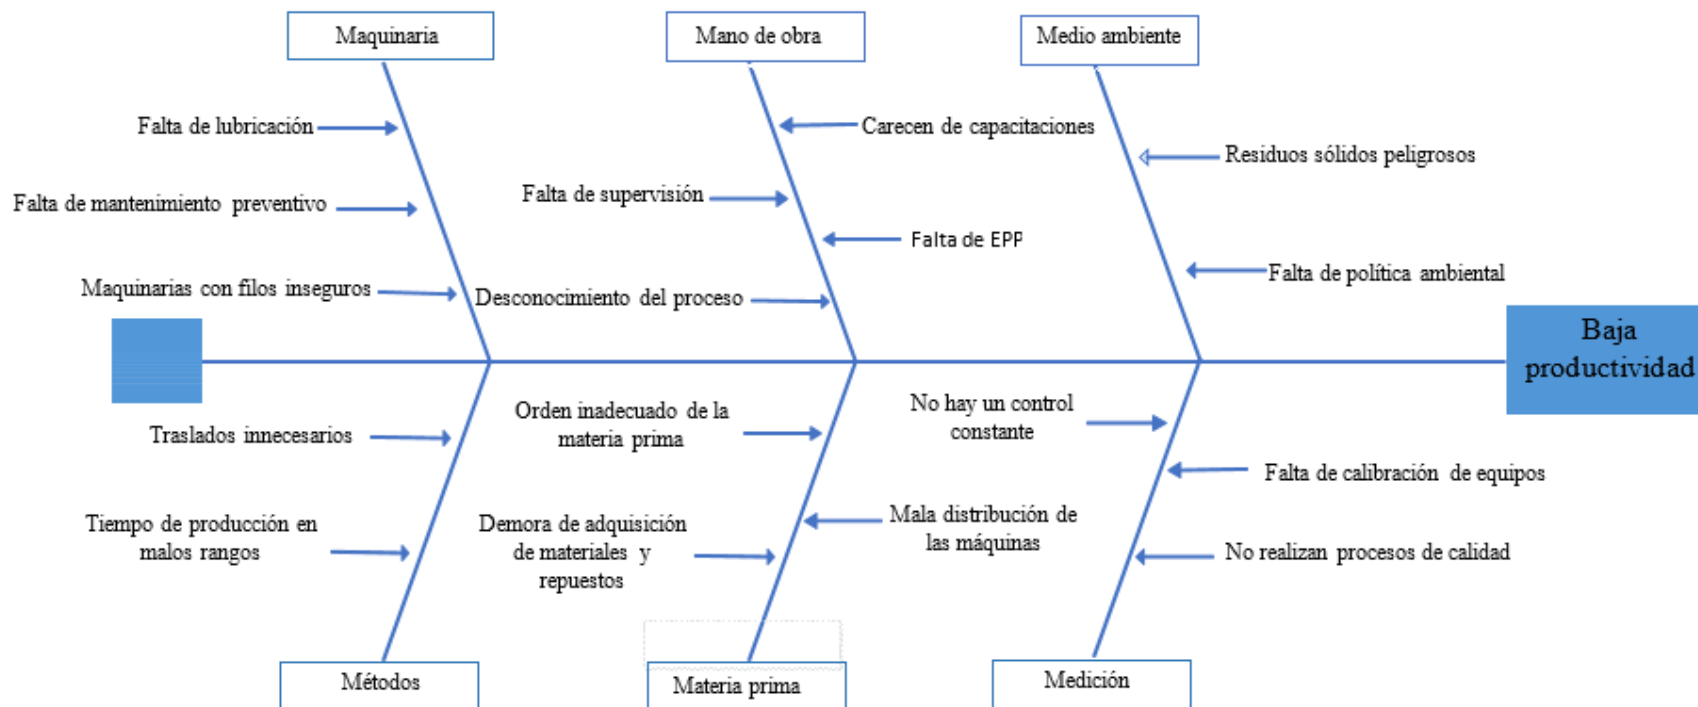 Maquinaria
Mano de obra
Medio ambiente
Falta de lubricación
Carecen de capacitaciones
Residuos sólidos peligrosos
Falta de mantenimiento preventivo
Falta de supervisión
Falta de EPP
Falta de política ambiental
Maquinarias con filos inseguros
Desconocimiento del proceso
Baja
productividad
Traslados innecesarios
Orden inadecuado de la
materia prima
No hay un control
constante
Falta de calibración de equipos
Tiempo de producción en
malos rangos
Demora de adquisición
de materiales y
repuestos
Mala distribución de
las máquinas
No realizan procesos de calidad
Métodos
Materia prima
Medición